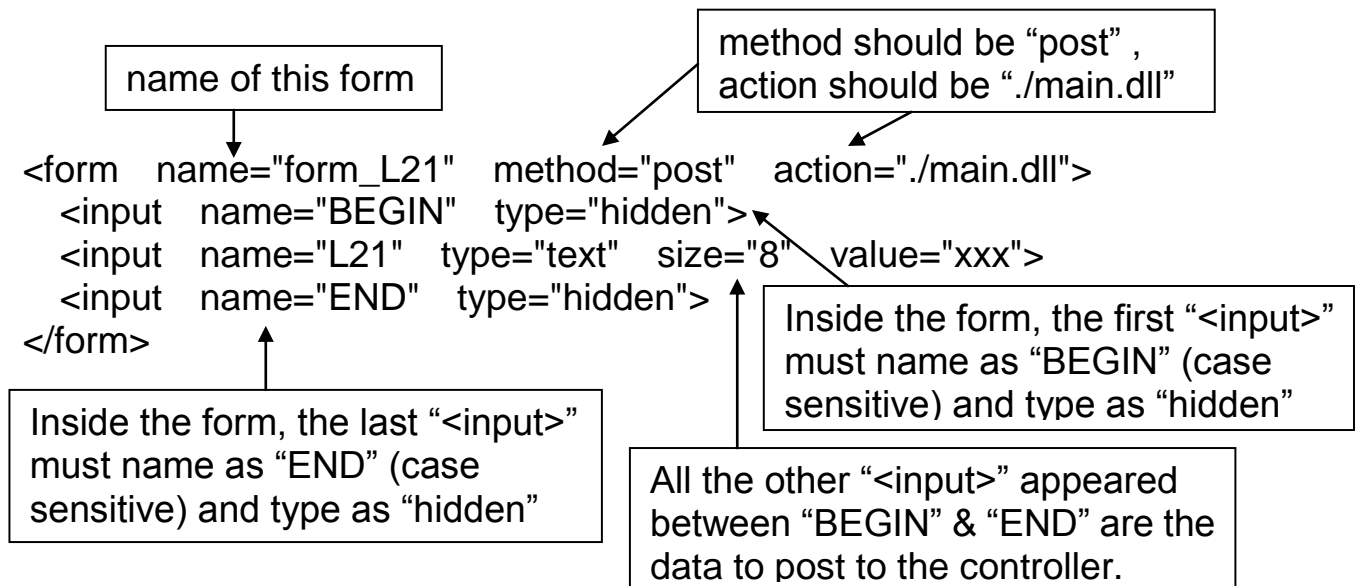 name of this form
method should be “post” ,
action should be “./main.dll”
<form name="form_L21" method="post" action="./main.dll">
<input name="BEGIN" type="hidden">
<input name="L21" type="text" size="8" value="xxx">
<input name="END" type="hidden">
</form>
Inside the form, the first “<input>”
must name as “BEGIN” (case
sensitive) and type as “hidden”
Inside the form, the last “<input>”
must name as “END” (case
sensitive) and type as “hidden”
All the other “<input>” appeared
between “BEGIN” & “END” are the
data to post to the controller.